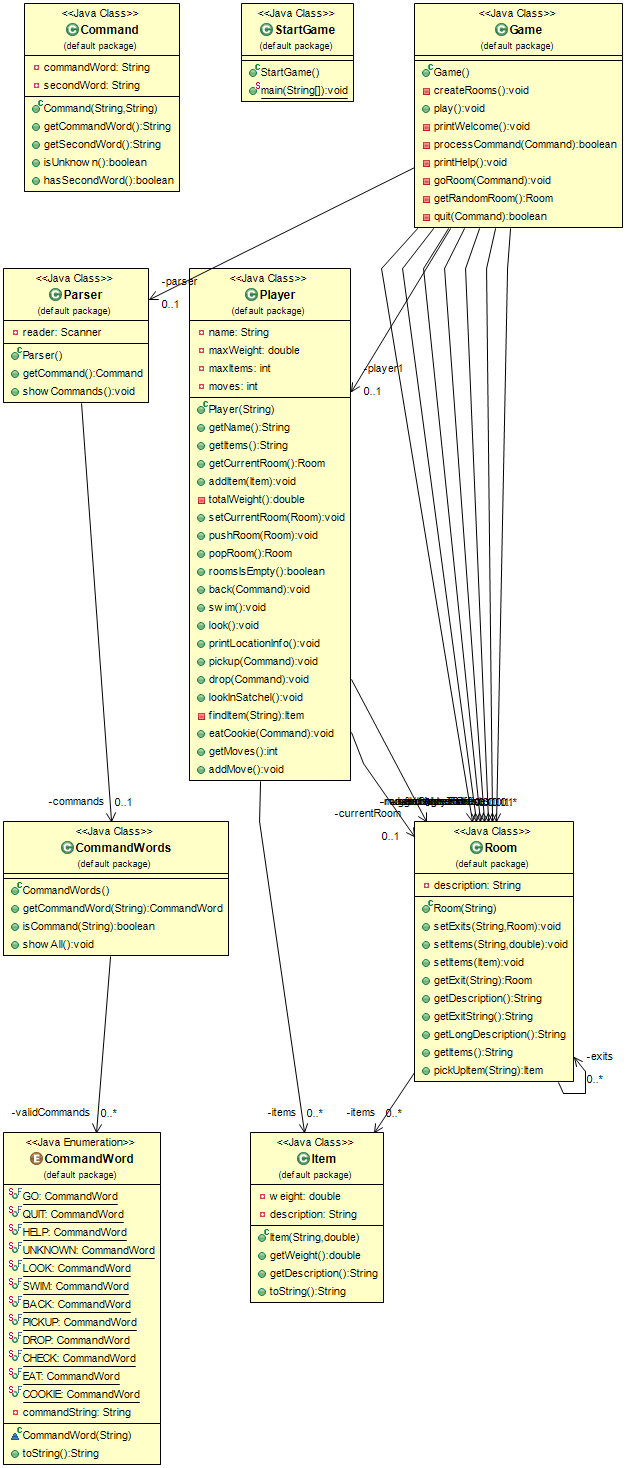 <<Java Class>>
Command
(default package)
commandWord: String
secondWord: String
Command(String,String)
getCommandWord():String
getSecondWord():String
isUnknown():boolean
hasSecondWord():boolean
<<Java Class>>
StartGame
(default package)
StartGame()
main(String[]):void
<<Java Class>>
Game
(default package)
Game()
createRooms():void
play():void
printWelcome():void
processCommand(Command):boolean
printHelp():void
goRoom(Command):void
getRandomRoom():Room
quit(Command):boolean
-parser
0..1
<<Java Class>>
Parser
(default package)
reader: Scanner
Parser()
getCommand():Command
showCommands():void
<<Java Class>>
Player
(default package)
name: String
maxWeight: double
maxItems: int
moves: int
Player(String)
getName():String
getItems():String
getCurrentRoom():Room
addItem(Item):void
totalWeight():double
setCurrentRoom(Room):void
pushRoom(Room):void
popRoom():Room
roomsIsEmpty():boolean
back(Command):void
swim():void
look():void
printLocationInfo():void
pickup(Command):void
drop(Command):void
lookInSatchel():void
findItem(String):Item
eatCookie(Command):void
getMoves():int
addMove():void
-player1
0..1
-commands 0..1
-currentRoom
0..1
<<Java Class>>
CommandWords
(default package)
CommandWords()
getCommandWord(String):CommandWord
isCommand(String):boolean
showAll():void
<<Java Class>>
Room
(default package)
description: String
Room(String)
setExits(String,Room):void
setItems(String,double):void
setItems(Item):void
getExit(String):Room
getDescription():String
getExitString():String
getLongDescription():String
getItems():String
pickUpItem(String):Item
-exits
0..*
-validCommands 0..*
-items 0..*
-items 0..*
<<Java Enumeration>>
CommandWord
(default package)
GO: CommandWord
QUIT: CommandWord
HELP: CommandWord
UNKNOWN: CommandWord
LOOK: CommandWord
SWIM: CommandWord
BACK: CommandWord
PICKUP: CommandWord
DROP: CommandWord
CHECK: CommandWord
EAT: CommandWord
COOKIE: CommandWord
commandString: String
CommandWord(String)
toString():String
<<Java Class>>
Item
(default package)
weight: double
description: String
Item(String,double)
getWeight():double
getDescription():String
toString():String